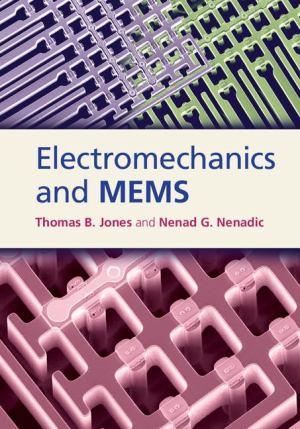 Electromechanics
and MEMS
Thomas B. Jones and Nenad G. Nenadic